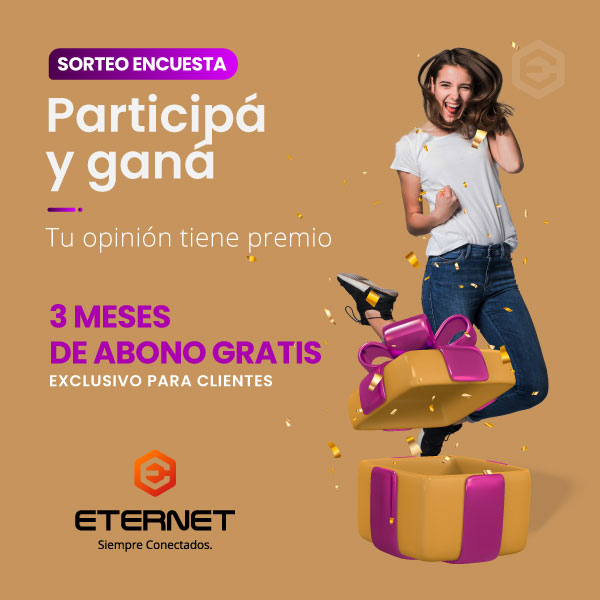 SORTEO ENCUESTA
Participá
y ganá
Tu opinión tiene premio
3 MESES
DE ABONO GRATIS
EXCLUSIVO PARA CLIENTES
ETERNET
Siempre Conectados.